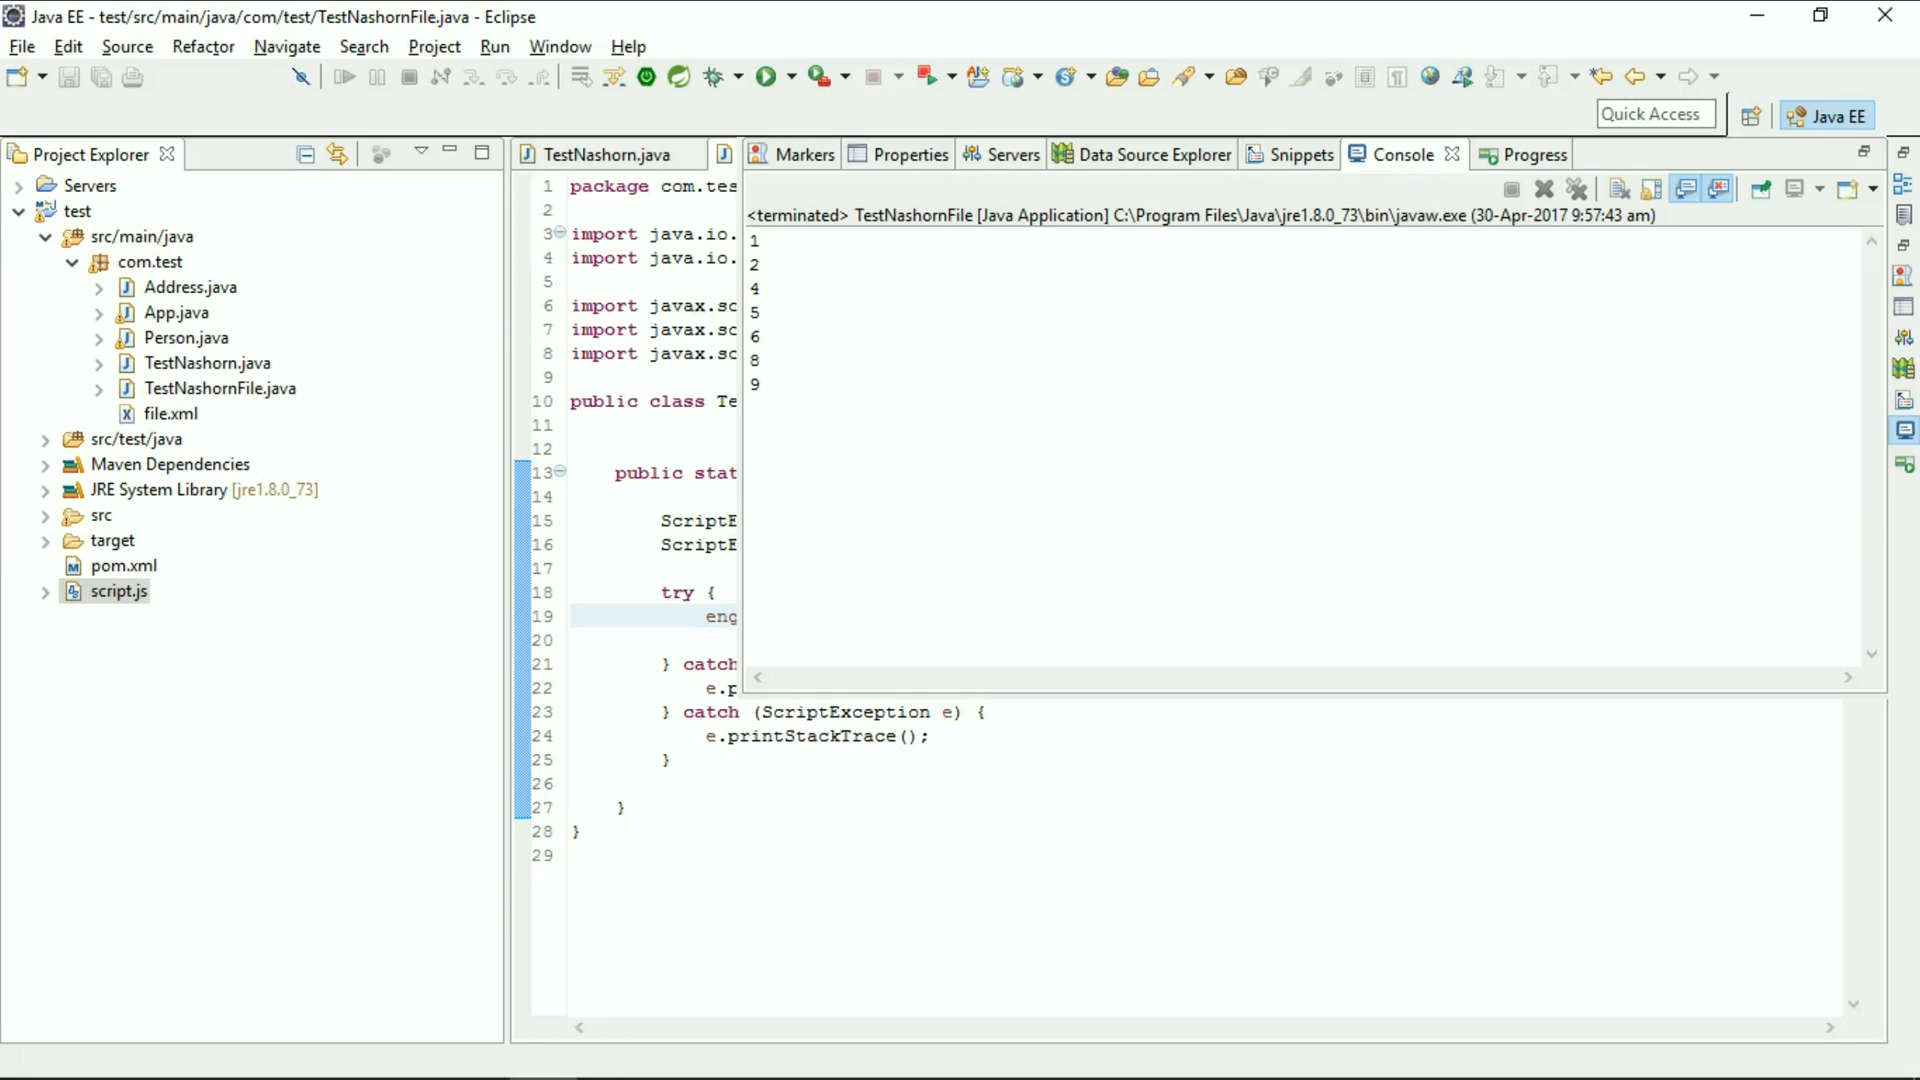 Java EE - test/src/main/java/com/test/TestNashornFile.java - Eclipse
File Edit Source Refactor Navigate Search Project Run Window Help
Quick Access
Java EE
Project Explorer
Servers
test
src/main/java
com.test
Address.java
App.java
Person.java
TestNashorn.java
TestNashornFile.java
file.xml
src/test/java
Maven Dependencies
JRE System Library [jre1.8.0_73]
src
target
pom.xml
script.js
TestNashorn.java
1 package com.tes
2
3 import java.io.
4 import java.io.
5
6 import javax.sc
7 import javax.sc
8 import javax.sc
9
10 public class Te
11
12
13 public stat
14
15 ScriptE
16 ScriptE
17
18 try {
19 eng
20
21 } catch
22 e.p
23 } catch (ScriptException e) {
24 e.printStackTrace();
25 }
26
27 }
28 }
29
Markers Properties Servers Data Source Explorer Snippets Console Progress
<terminated> TestNashornFile [Java Application] C:\Program Files\Java\jre1.8.0_73\bin\javaw.exe (30-Apr-2017 9:57:43 am)
1
2
4
5
6
8
9